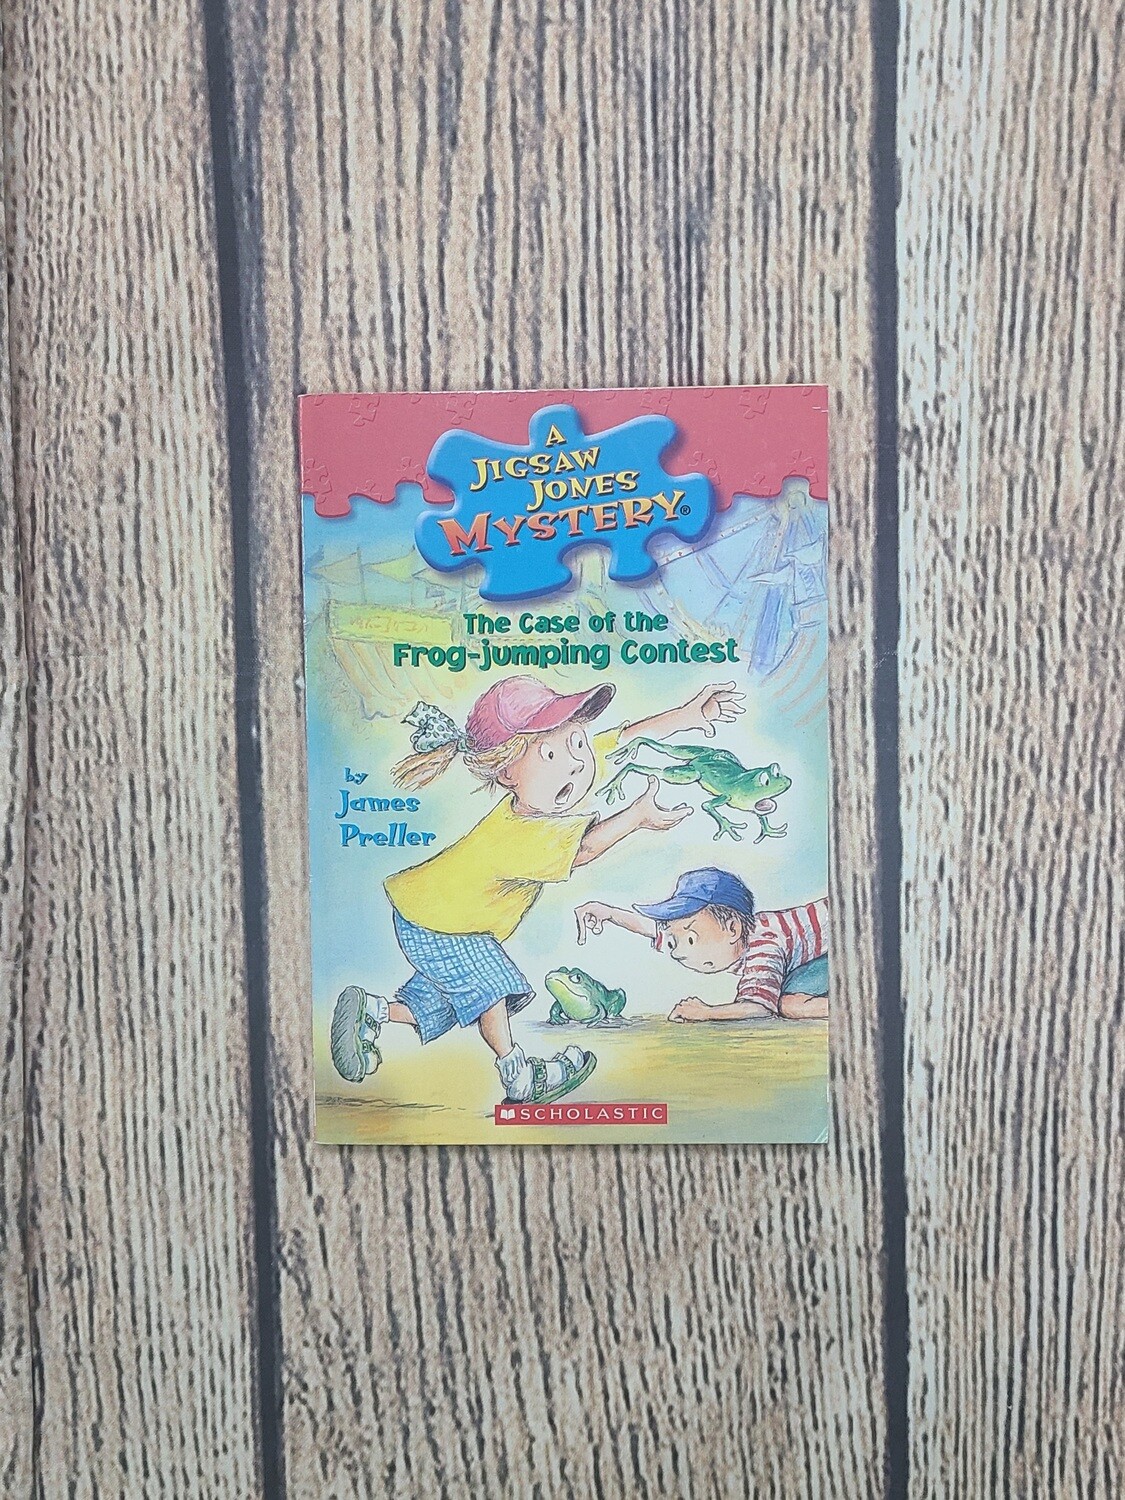 A
JIGSAW
JONES
MYSTERY®
The Case of the
Frog-jumping Contest
by
James
Preller
SCHOLASTIC